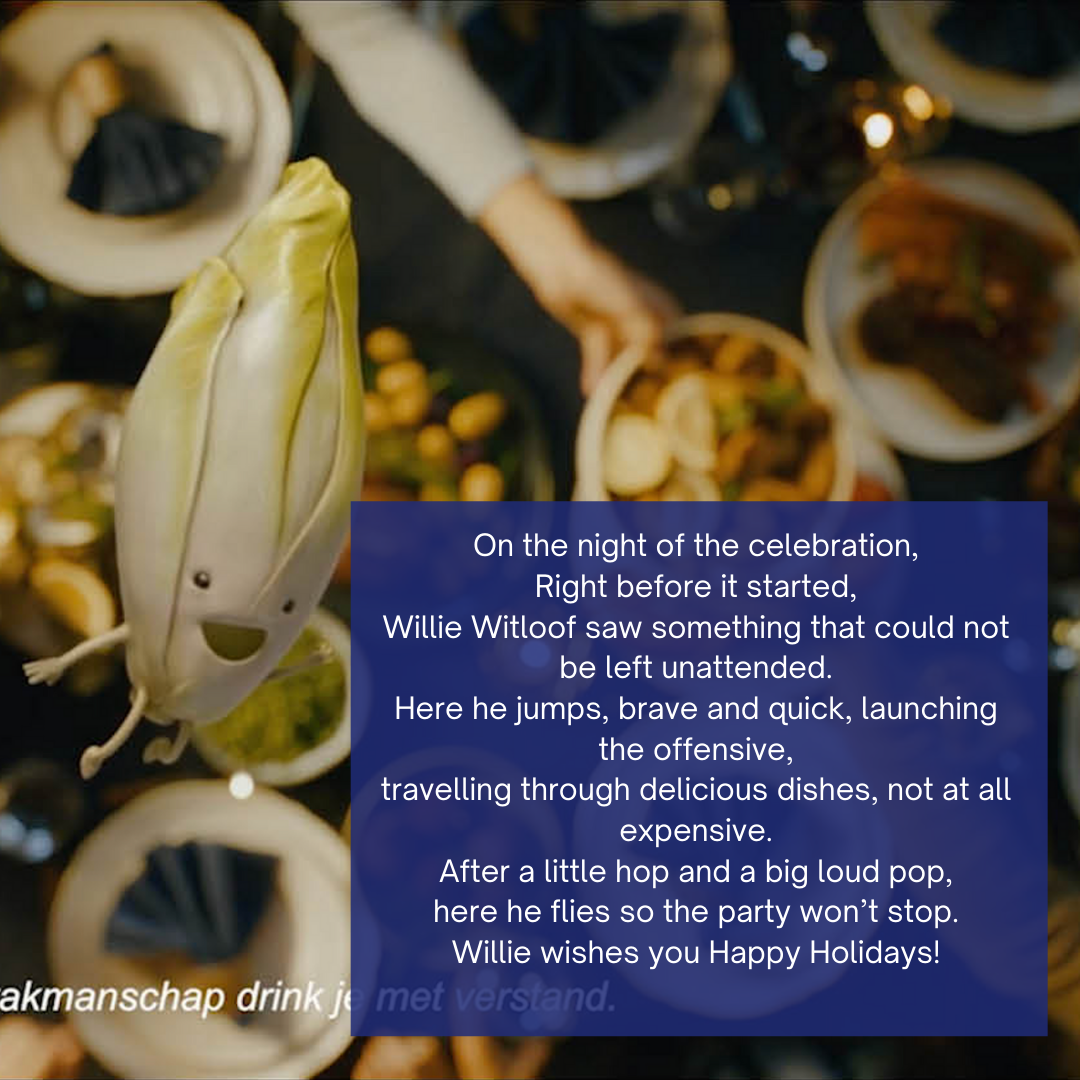 On the night of the celebration,
Right before it started,
Willie Witloof saw something that could not
be left unattended.
Here he jumps, brave and quick, launching
the offensive,
travelling through delicious dishes, not at all
expensive.
After a little hop and a big loud pop,
here he flies so the party won’t stop.
Willie wishes you Happy Holidays!
drink je met verstand.